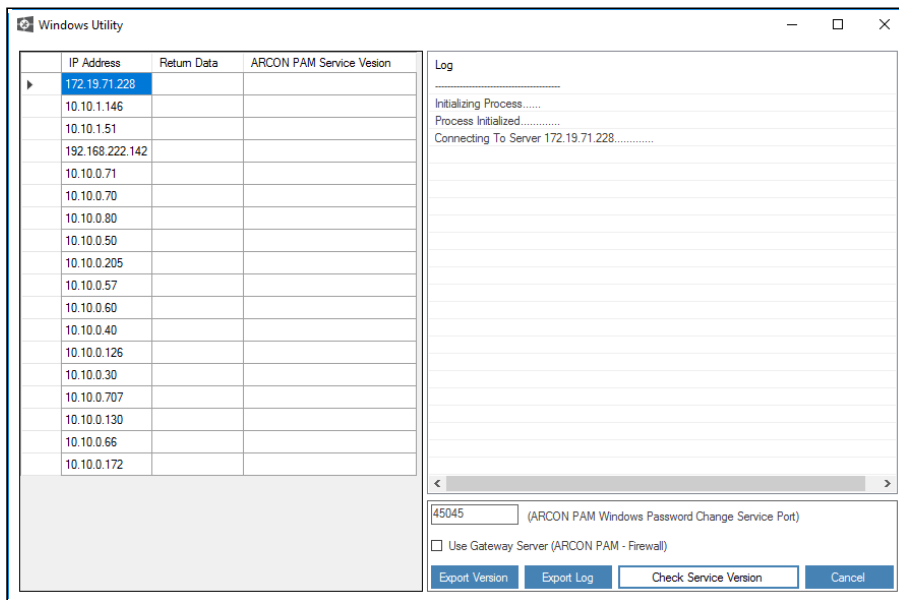 Windows Utility
IP Address Return Data ARCON PAM Service Vesion
172.19.71.228
10.10.1.146
10.10.1.51
192.168.222.142
10.10.0.71
10.10.0.70
10.10.0.80
10.10.0.50
10.10.0.205
10.10.0.57
10.10.0.60
10.10.0.40
10.10.0.126
10.10.0.30
10.10.0.707
10.10.0.130
10.10.0.66
10.10.0.172
Log
----------------------------------------
Initializing Process......
Process Initialized.............
Connecting To Server 172.19.71.228.............
45045 (ARCON PAM Windows Password Change Service Port)
Use Gateway Server (ARCON PAM - Firewall)
Export Version Export Log Check Service Version Cancel